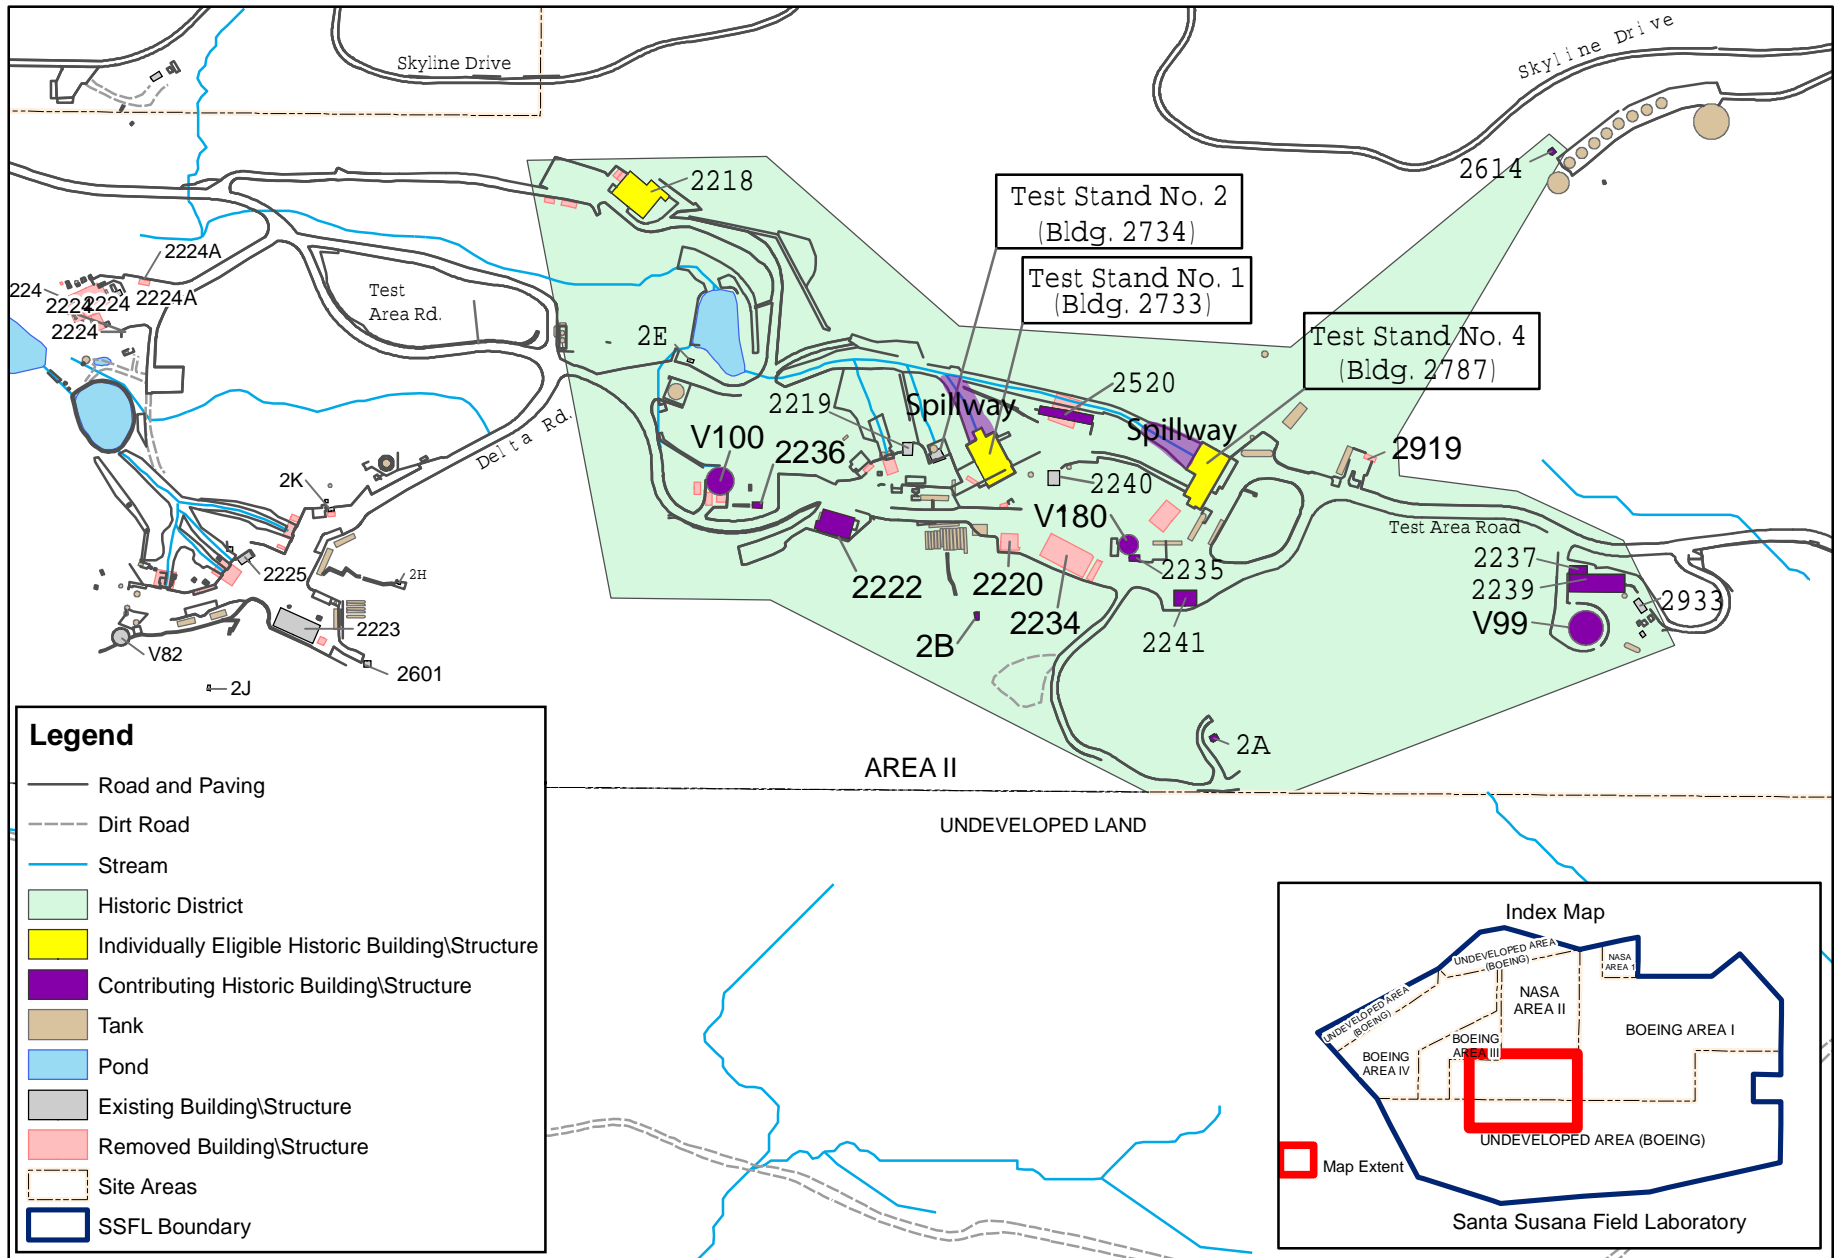 Skyline Drive
Skyline Drive
2614
2218
Test Stand No. 2
(Bldg. 2734)
Test Stand No. 1
(Bldg. 2733)
Test Stand No. 4
(Bldg. 2787)
2224A
224
2224
2224
2224A
2224
Test
Area Rd.
2E
2520
2219
Spillway
Spillway
V100
2236
2919
Delta Rd.
2K
2240
V180
Test Area Road
2225
2H
2222
2220
2235
2237
2239
2933
2223
2234
V99
V82
2B
2241
2601
2J
2A
AREA II
UNDEVELOPED LAND
Legend
Road and Paving
Dirt Road
Stream
Historic District
Individually Eligible Historic Building\Structure
Contributing Historic Building\Structure
Tank
Pond
Existing Building\Structure
Removed Building\Structure
Site Areas
SSFL Boundary
Index Map
UNDEVELOPED AREA
(BOEING)
NASA
AREA 1
UNDEVELOPED AREA
(BOEING)
NASA
AREA II
BOEING AREA I
BOEING
AREA III
BOEING
AREA IV
UNDEVELOPED AREA (BOEING)
Map Extent
Santa Susana Field Laboratory